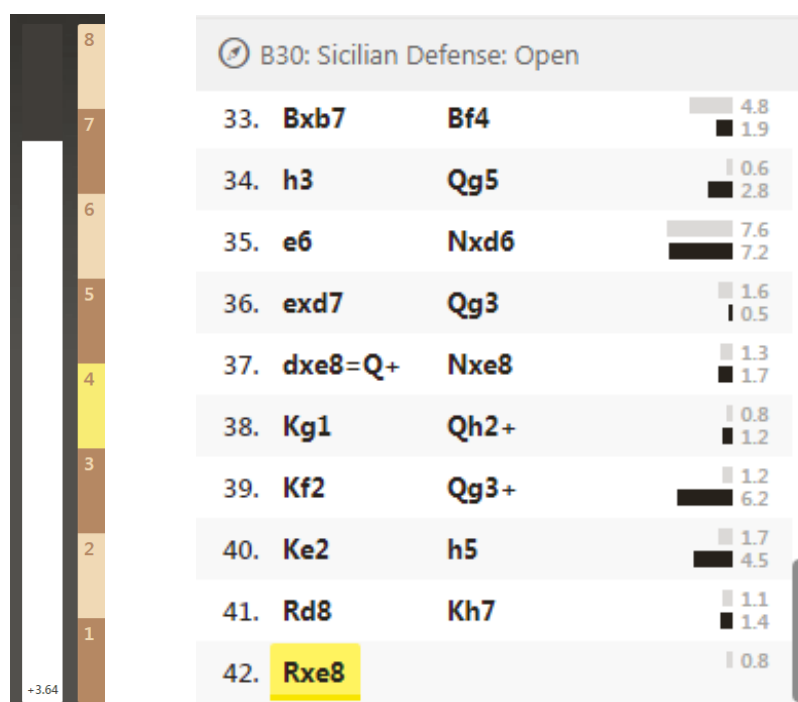 8
7
6
5
4
3
2
1
+3.64
B30: Sicilian Defense: Open
33. Bxb7 Bf4 4.8 1.9
34. h3 Qg5 0.6 2.8
35. e6 Nxd6 7.6 7.2
36. exd7 Qg3 1.6 0.5
37. dxe8=Q+ Nxe8 1.3 1.7
38. Kg1 Qh2+ 0.8 1.2
39. Kf2 Qg3+ 1.2 6.2
40. Ke2 h5 1.7 4.5
41. Rd8 Kh7 1.1 1.4
42. Rxe8 0.8